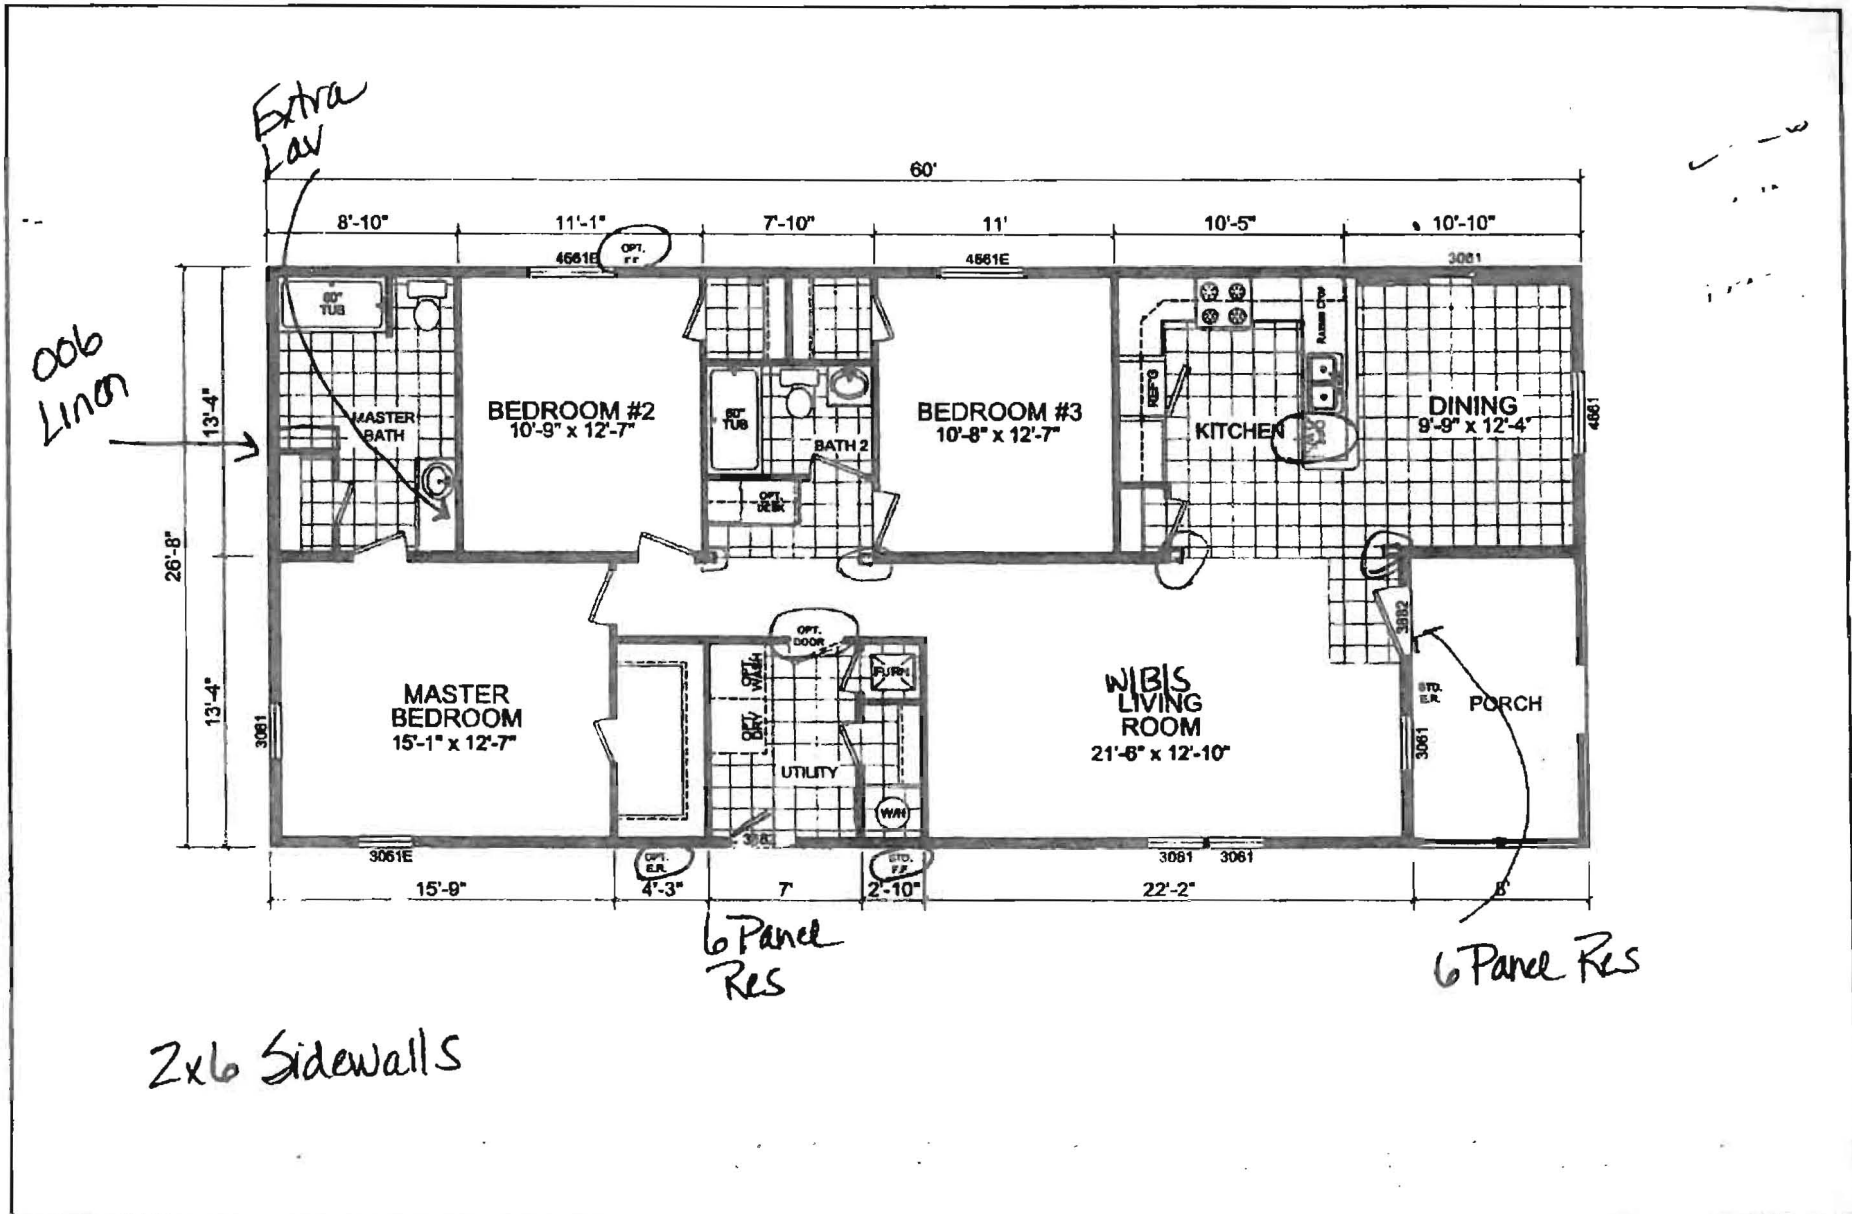 Extra
Lav
60'
8'-10" 11'-1" 7'-10" 11' 10'-5" 10'-10"
OPT.
4661E F.F. 4661E 3061
60"
TUB
RAISED CTOP
006
Linen
13'-4"
26'-8"
MASTER
BATH
BEDROOM #2
10'-9" x 12'-7"
60"
TUB
BATH 2
OPT.
DESK
BEDROOM #3
10'-8" x 12'-7"
REF'G
KITCHEN
DINING
9'-9" x 12'-4"
4661
13'-4"
3061
MASTER
BEDROOM
15'-1" x 12'-7"
OPT.
DOOR
OPT.
WASH
OPT.
DRY
FURN
UTILITY
W/H
W/B/S
LIVING
ROOM
21'-6" x 12'-10"
3882
STD.
E.R.
PORCH
3061
3061E
OPT.
E.R.
STD.
F.F.
3061 3061
15'-9" 4'-3" 7' 2'-10" 22'-2" 8'
6 Panel
Res
6 Panel Res
2x6 Sidewalls